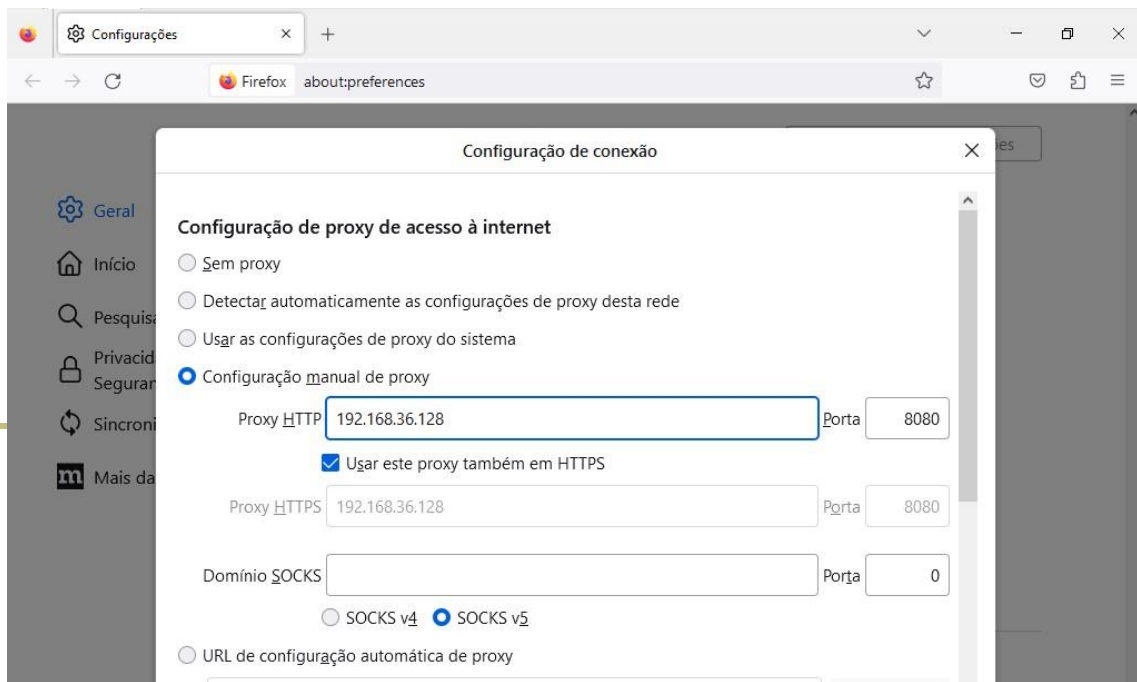 Configurações
Firefox about:preferences
Configuração de conexão
ões
Geral
Início
Pesquisa
Privacid
Seguran
Sincroni
Mais da
Configuração de proxy de acesso à internet
Sem proxy
Detectar automaticamente as configurações de proxy desta rede
Usar as configurações de proxy do sistema
Configuração manual de proxy
Proxy HTTP 192.168.36.128 Porta 8080
Usar este proxy também em HTTPS
Proxy HTTPS 192.168.36.128 Porta 8080
Domínio SOCKS Porta 0
SOCKS v4 SOCKS v5
URL de configuração automática de proxy